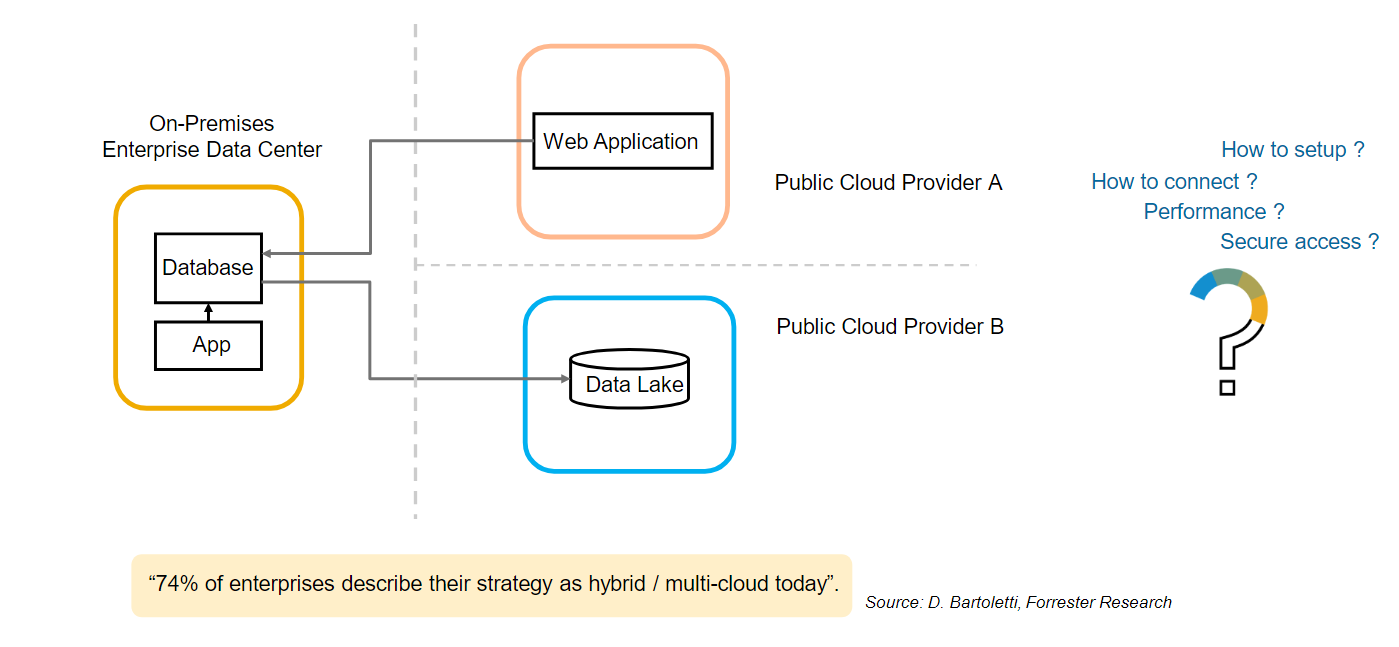 On-Premises
Enterprise Data Center
Database
App
Web Application
Public Cloud Provider A
Data Lake
Public Cloud Provider B
How to setup ?
How to connect ?
Performance ?
Secure access ?
“74% of enterprises describe their strategy as hybrid / multi-cloud today”.
Source: D. Bartoletti, Forrester Research